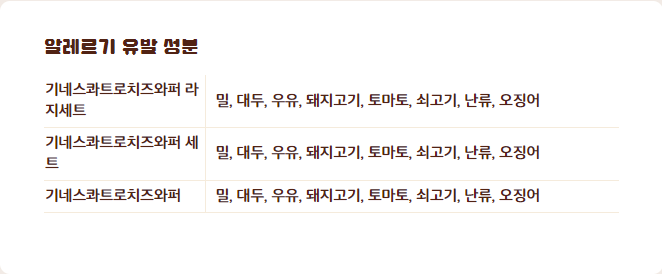 알레르기 유발 성분
기네스콰트로치즈와퍼 라
지세트
밀, 대두, 우유, 돼지고기, 토마토, 쇠고기, 난류, 오징어
기네스콰트로치즈와퍼 세
트
밀, 대두, 우유, 돼지고기, 토마토, 쇠고기, 난류, 오징어
기네스콰트로치즈와퍼
밀, 대두, 우유, 돼지고기, 토마토, 쇠고기, 난류, 오징어